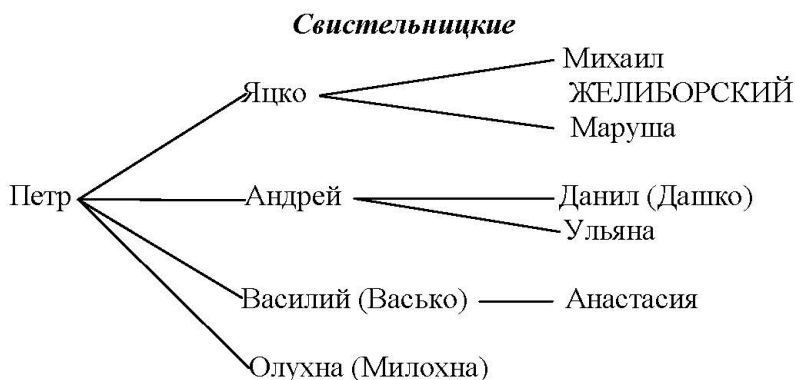 Свистельницкие
Михаил
Яцко ЖЕЛИБОРСКИЙ
Маруша
Петр Андрей Данил (Дашко)
Ульяна
Василий (Васько) Анастасия
Олухна (Милохна)